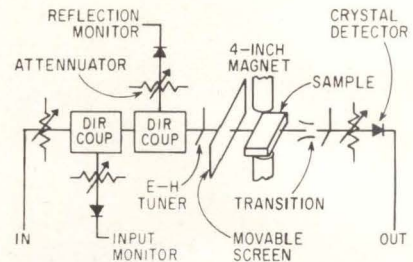 REFLECTION
MONITOR
ATTENNUATOR
4-INCH
MAGNET
CRYSTAL
DETECTOR
SAMPLE
DIR
COUP
DIR
COUP
E-H
TUNER
TRANSITION
IN
INPUT
MONITOR
MOVABLE
SCREEN
OUT